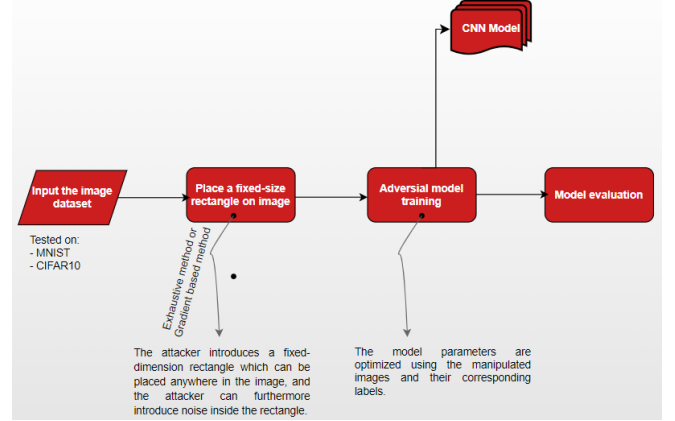 CNN Model
Input the image
dataset
Place a fixed-size
rectangle on image
Adversial model
training
Model evaluation
Tested on:
- MNIST
- CIFAR10
Exhaustive method or
Gradient based method
The attacker introduces a fixed-
dimension rectangle which can be
placed anywhere in the image, and
the attacker can furthermore
introduce noise inside the rectangle.
The model parameters are
optimized using the manipulated
images and their corresponding
labels.